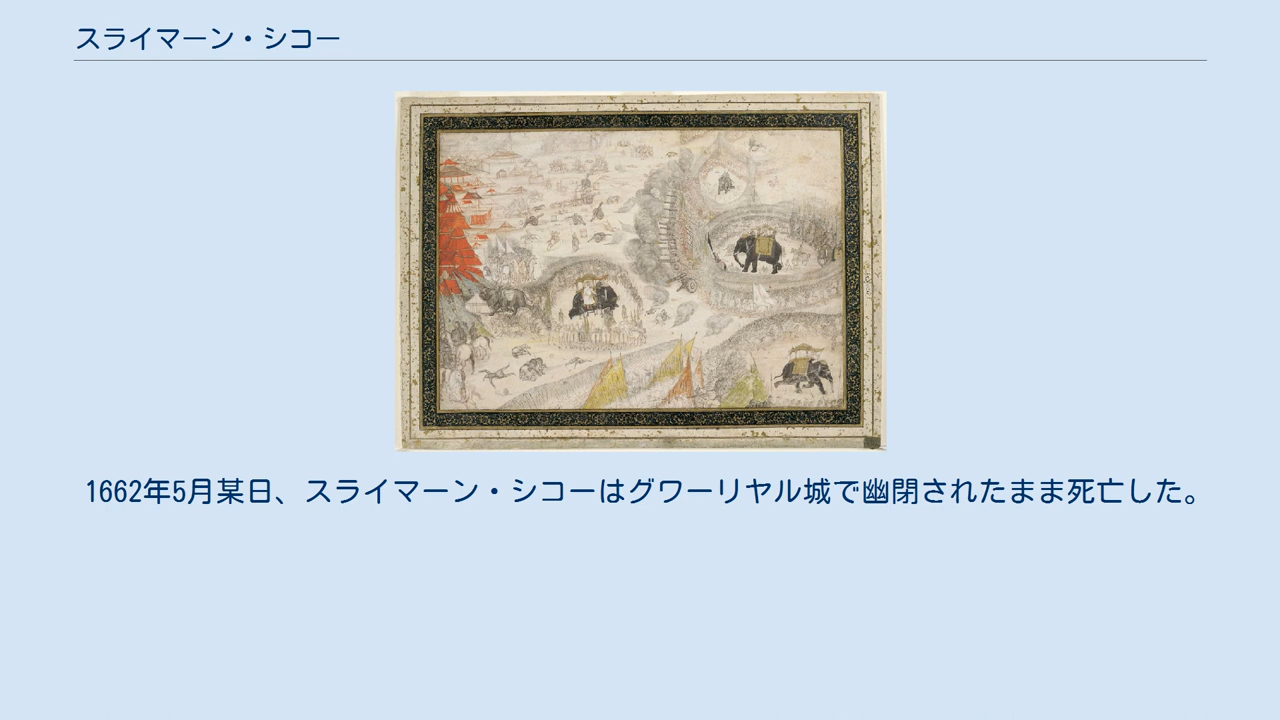 スライマーン・シコー
1662年5月某日、スライマーン・シコーはグワーリヤル城で幽閉されたまま死亡した。